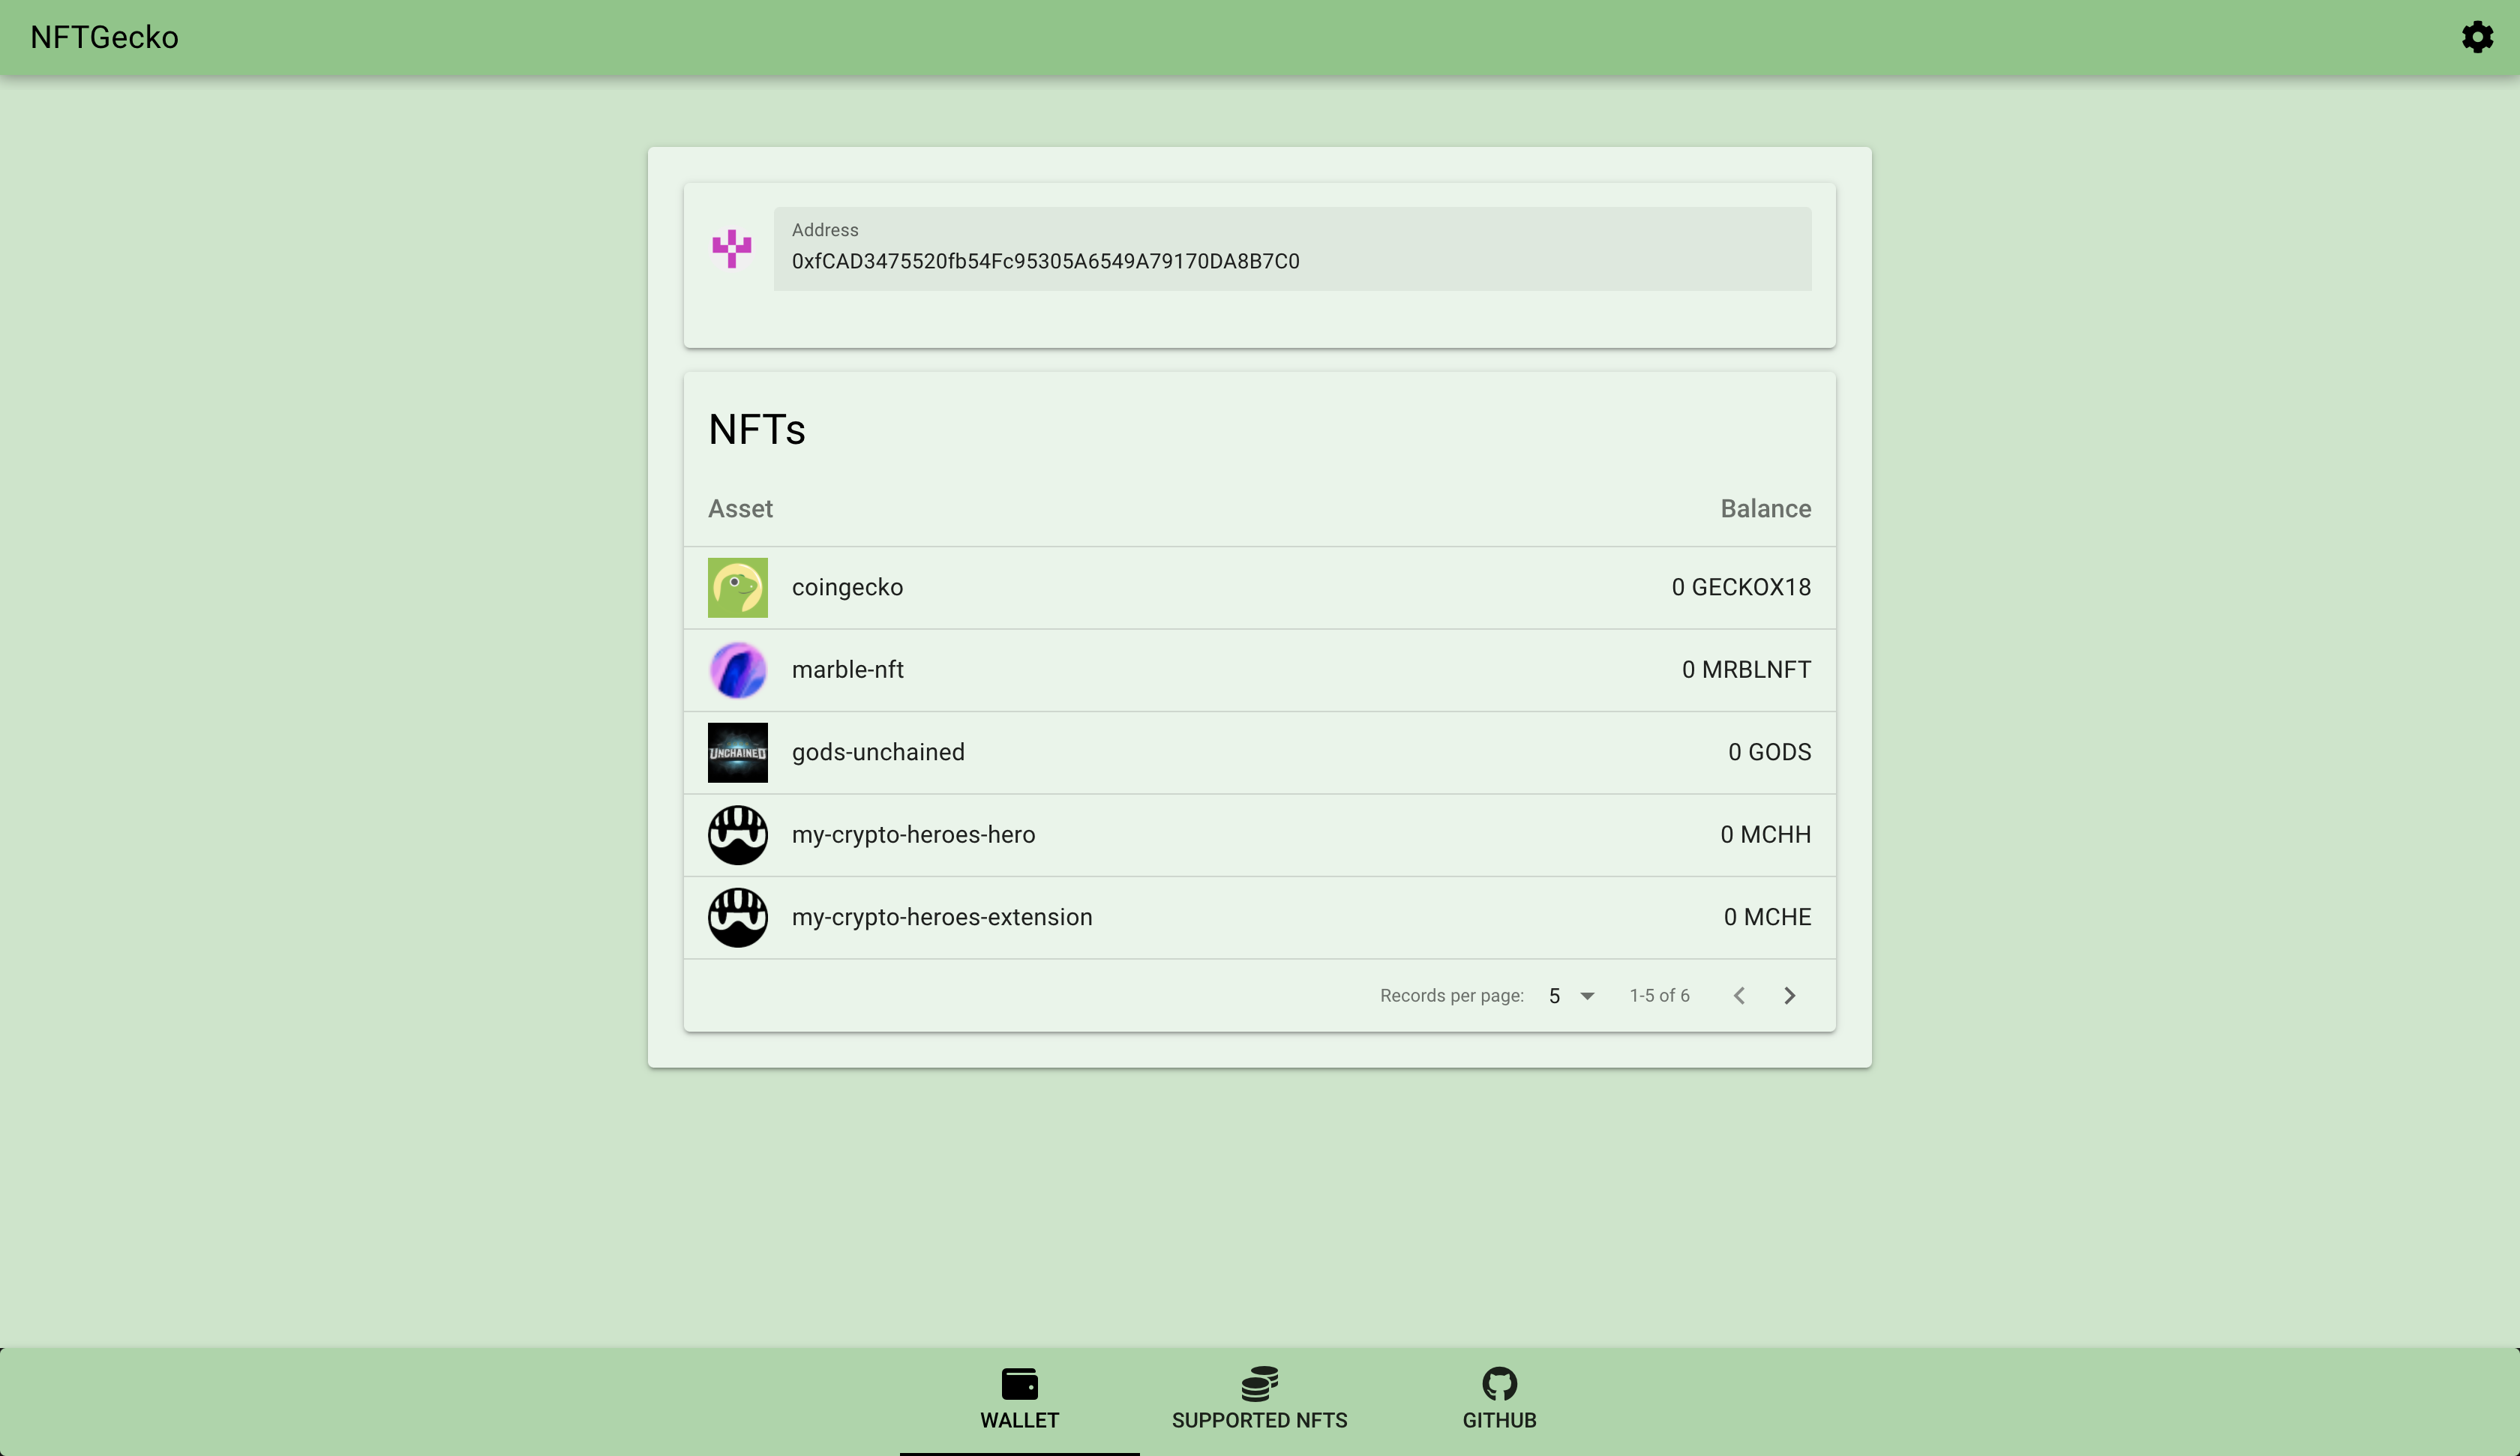 NFTGecko
Address
0xfCAD3475520fb54Fc95305A6549A79170DA8B7C0
NFTs
Asset Balance
coingecko 0 GECKOX18
marble-nft 0 MRBLNFT
UNCHAINED
gods-unchained 0 GODS
my-crypto-heroes-hero 0 MCHH
my-crypto-heroes-extension 0 MCHE
Records per page: 5 1-5 of 6
WALLET SUPPORTED NFTS GITHUB